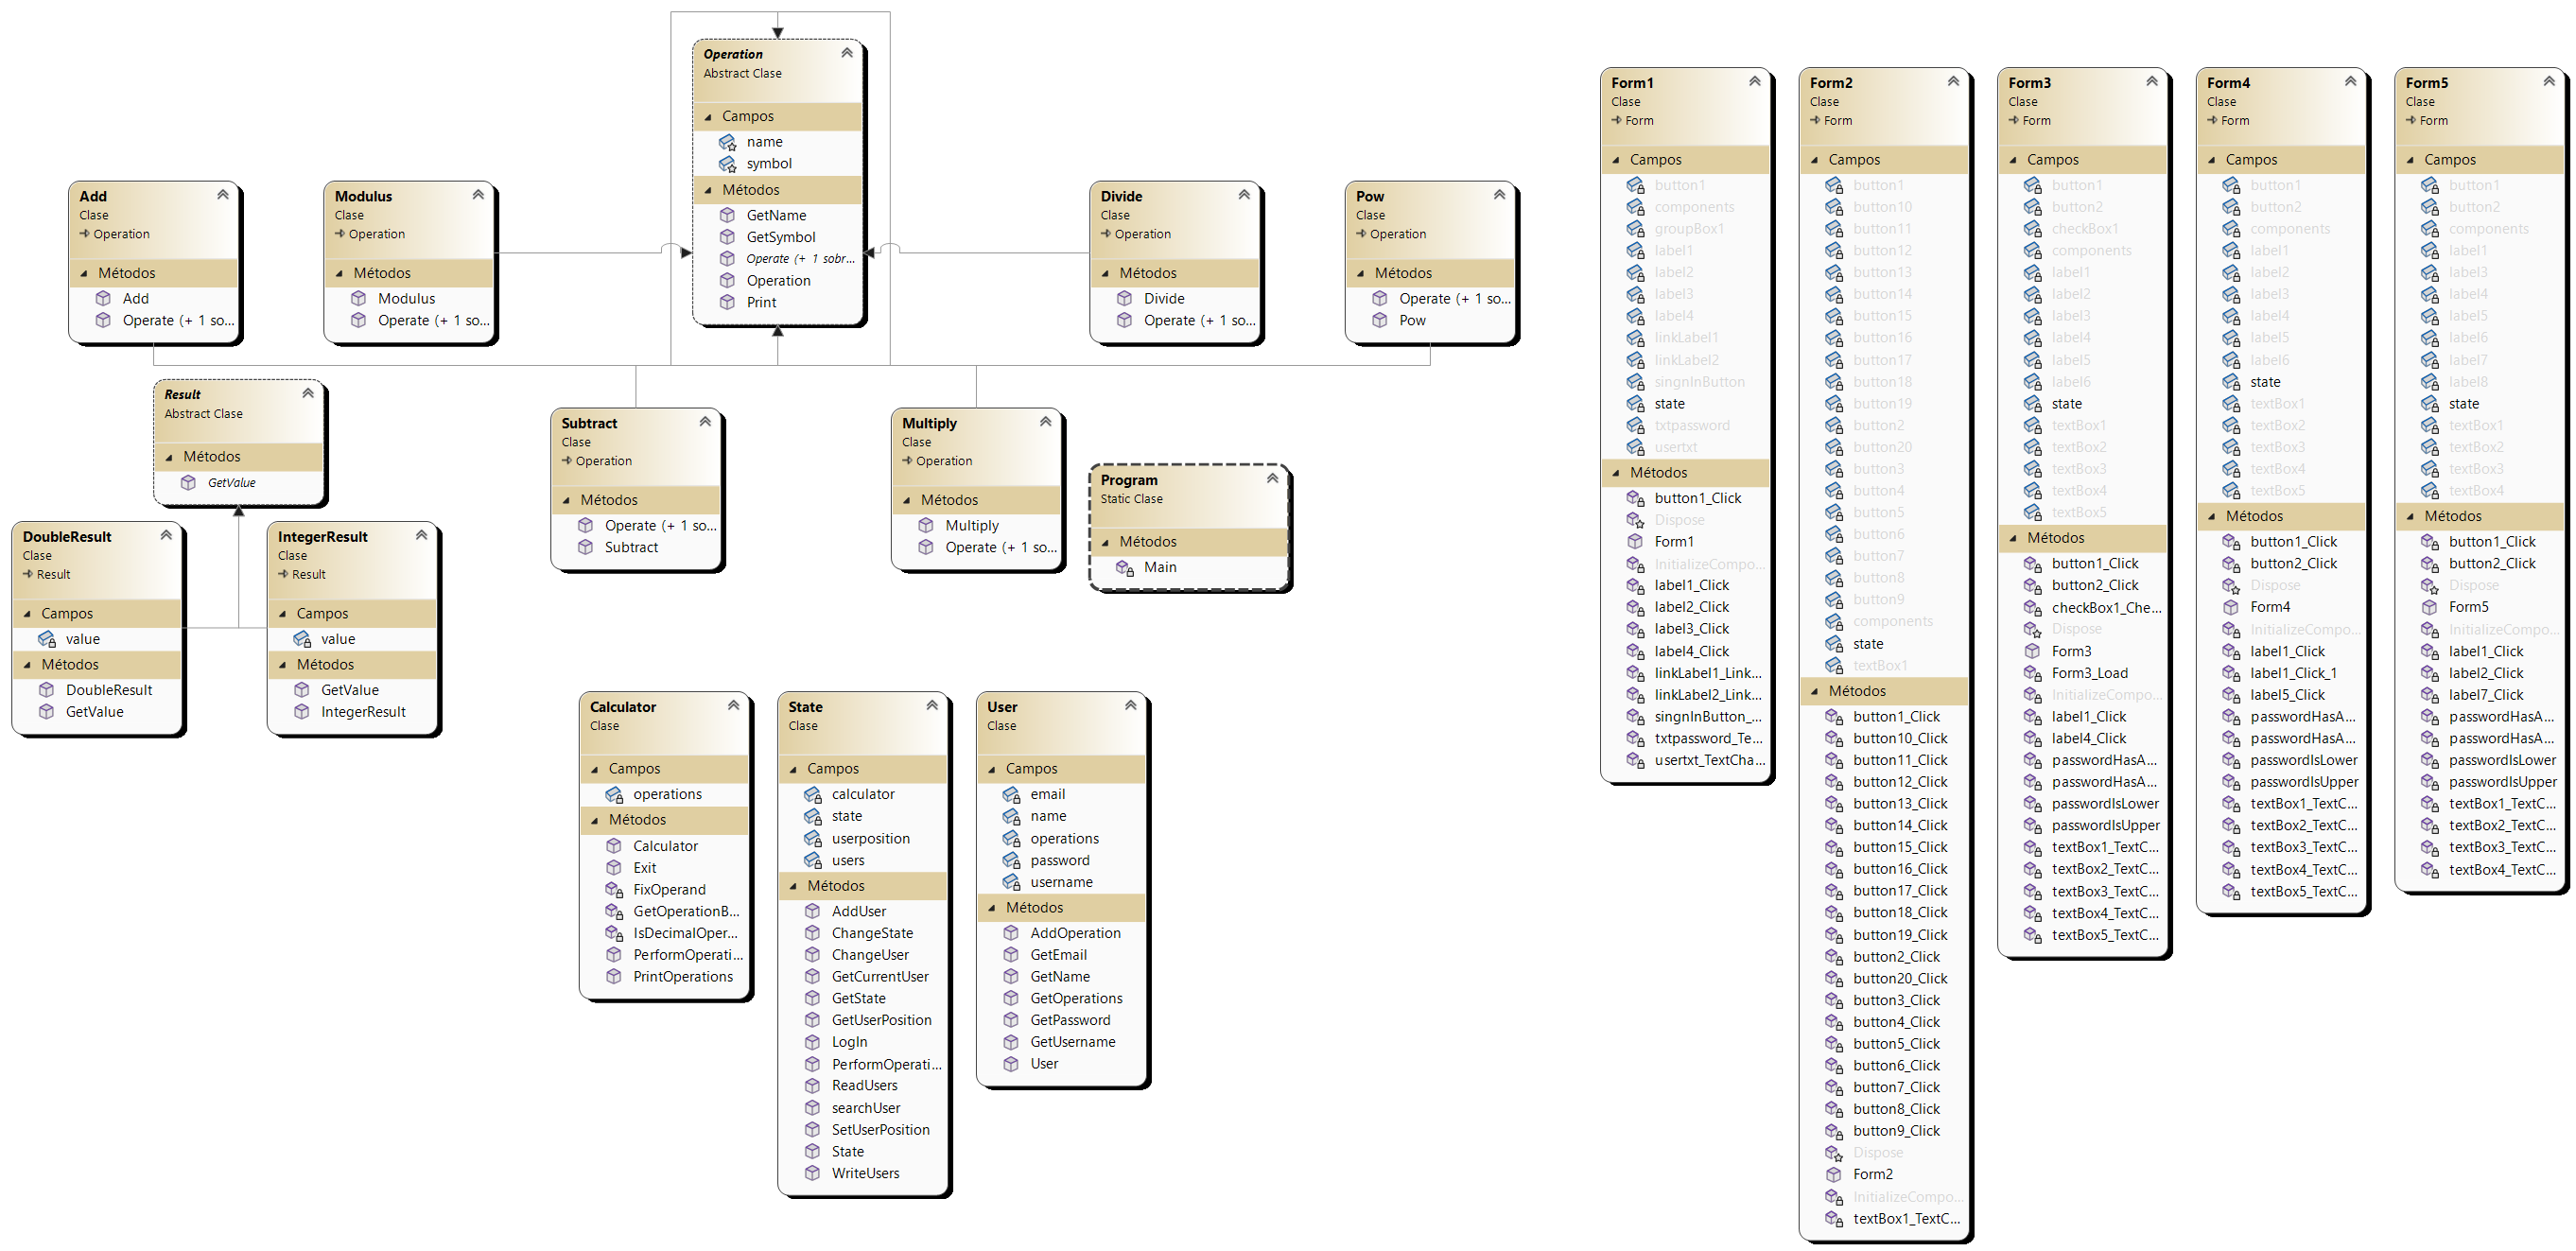 Operation
Abstract Clase
Campos
name
symbol
Métodos
GetName
GetSymbol
Operate (+ 1 sobr...
Operation
Print
Add
Clase
Operation
Métodos
Add
Operate (+ 1 so...
Modulus
Clase
Operation
Métodos
Modulus
Operate (+ 1 so...
Divide
Clase
Operation
Métodos
Divide
Operate (+ 1 so...
Pow
Clase
Operation
Métodos
Operate (+ 1 so...
Pow
Result
Abstract Clase
Métodos
GetValue
Subtract
Clase
Operation
Métodos
Operate (+ 1 so...
Subtract
Multiply
Clase
Operation
Métodos
Multiply
Operate (+ 1 so...
Program
Static Clase
Métodos
Main
DoubleResult
Clase
Result
Campos
value
Métodos
DoubleResult
GetValue
IntegerResult
Clase
Result
Campos
value
Métodos
GetValue
IntegerResult
Calculator
Clase
Campos
operations
Métodos
Calculator
Exit
FixOperand
GetOperationB...
IsDecimalOper...
PerformOperati...
PrintOperations
State
Clase
Campos
calculator
state
userposition
users
Métodos
AddUser
ChangeState
ChangeUser
GetCurrentUser
GetState
GetUserPosition
LogIn
PerformOperati...
ReadUsers
searchUser
SetUserPosition
State
WriteUsers
User
Clase
Campos
email
name
operations
password
username
Métodos
AddOperation
GetEmail
GetName
GetOperations
GetPassword
GetUsername
User
Form1
Clase
Form
Campos
button1
components
groupBox1
label1
label2
label3
label4
linkLabel1
linkLabel2
singnInButton
state
txtpassword
usertxt
Métodos
button1_Click
Dispose
Form1
InitializeCompo...
label1_Click
label2_Click
label3_Click
label4_Click
linkLabel1_Link...
linkLabel2_Link...
singnInButton_...
txtpassword_Te...
usertxt_TextCha...
Form2
Clase
Form
Campos
button1
button10
button11
button12
button13
button14
button15
button16
button17
button18
button19
button2
button20
button3
button4
button5
button6
button7
button8
button9
components
state
textBox1
Métodos
button1_Click
button10_Click
button11_Click
button12_Click
button13_Click
button14_Click
button15_Click
button16_Click
button17_Click
button18_Click
button19_Click
button2_Click
button20_Click
button3_Click
button4_Click
button5_Click
button6_Click
button7_Click
button8_Click
button9_Click
Dispose
Form2
InitializeCompo...
textBox1_TextC...
Form3
Clase
Form
Campos
button1
button2
checkBox1
components
label1
label2
label3
label4
label5
label6
state
textBox1
textBox2
textBox3
textBox4
textBox5
Métodos
button1_Click
button2_Click
checkBox1_Che...
Dispose
Form3
Form3_Load
InitializeCompo...
label1_Click
label4_Click
passwordHasA...
passwordHasA...
passwordIsLower
passwordIsUpper
textBox1_TextC...
textBox2_TextC...
textBox3_TextC...
textBox4_TextC...
textBox5_TextC...
Form4
Clase
Form
Campos
button1
button2
components
label1
label2
label3
label4
label5
label6
state
textBox1
textBox2
textBox3
textBox4
textBox5
Métodos
button1_Click
button2_Click
Dispose
Form4
InitializeCompo...
label1_Click
label1_Click_1
label5_Click
passwordHasA...
passwordHasA...
passwordIsLower
passwordIsUpper
textBox1_TextC...
textBox2_TextC...
textBox3_TextC...
textBox4_TextC...
textBox5_TextC...
Form5
Clase
Form
Campos
button1
button2
components
label1
label3
label4
label5
label6
label7
label8
state
textBox1
textBox2
textBox3
textBox4
Métodos
button1_Click
button2_Click
Dispose
Form5
InitializeCompo...
label1_Click
label2_Click
label7_Click
passwordHasA...
passwordHasA...
passwordIsLower
passwordIsUpper
textBox1_TextC...
textBox2_TextC...
textBox3_TextC...
textBox4_TextC...